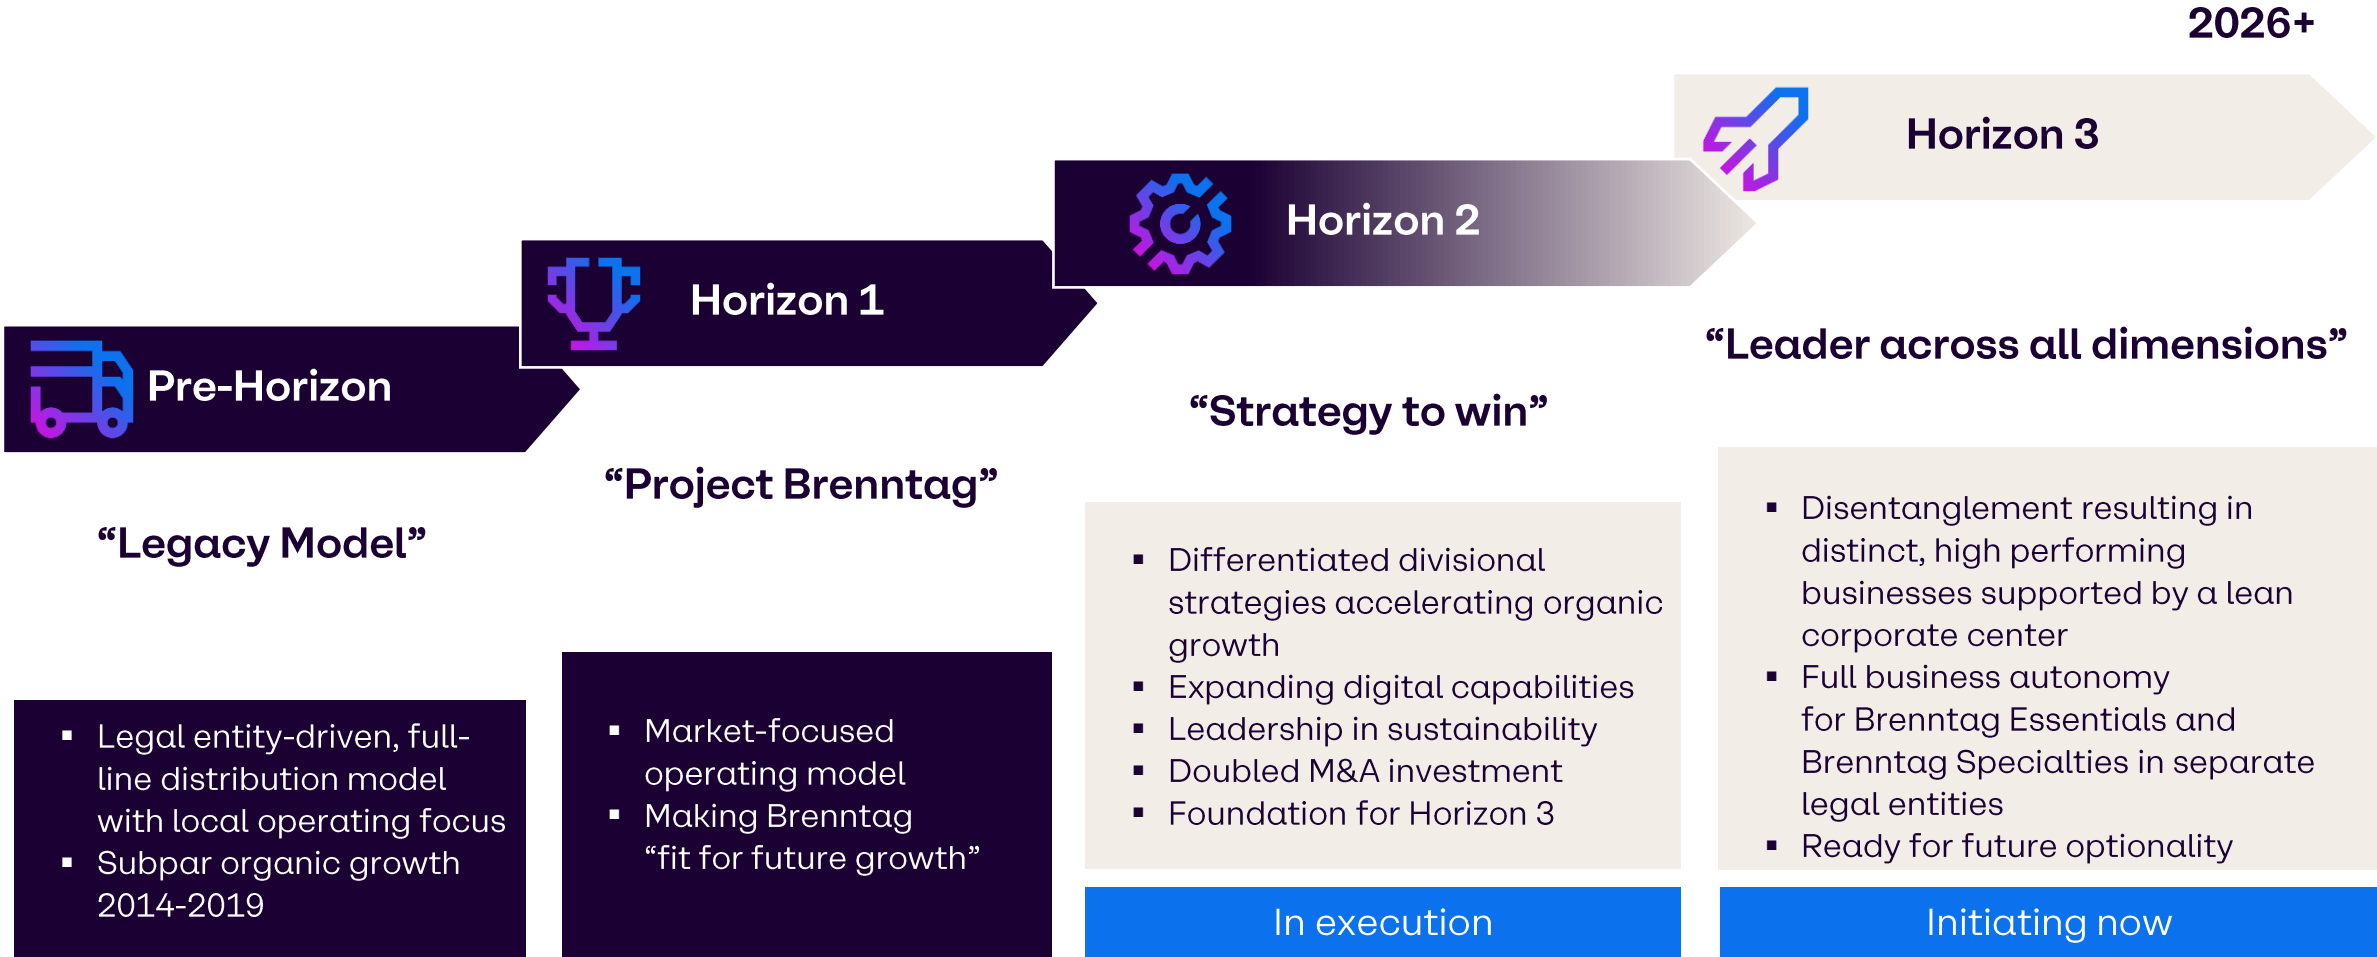 2026+
Horizon 3
Horizon 2
Horizon 1
Pre-Horizon
“Legacy Model”
▪ Legal entity-driven, full-
line distribution model
with local operating focus
▪ Subpar organic growth
2014-2019
“Project Brenntag”
▪ Market-focused
operating model
▪ Making Brenntag
“fit for future growth”
“Strategy to win”
▪ Differentiated divisional
strategies accelerating organic
growth
▪ Expanding digital capabilities
▪ Leadership in sustainability
▪ Doubled M&A investment
▪ Foundation for Horizon 3
In execution
“Leader across all dimensions”
▪ Disentanglement resulting in
distinct, high performing
businesses supported by a lean
corporate center
▪ Full business autonomy
for Brenntag Essentials and
Brenntag Specialties in separate
legal entities
▪ Ready for future optionality
Initiating now